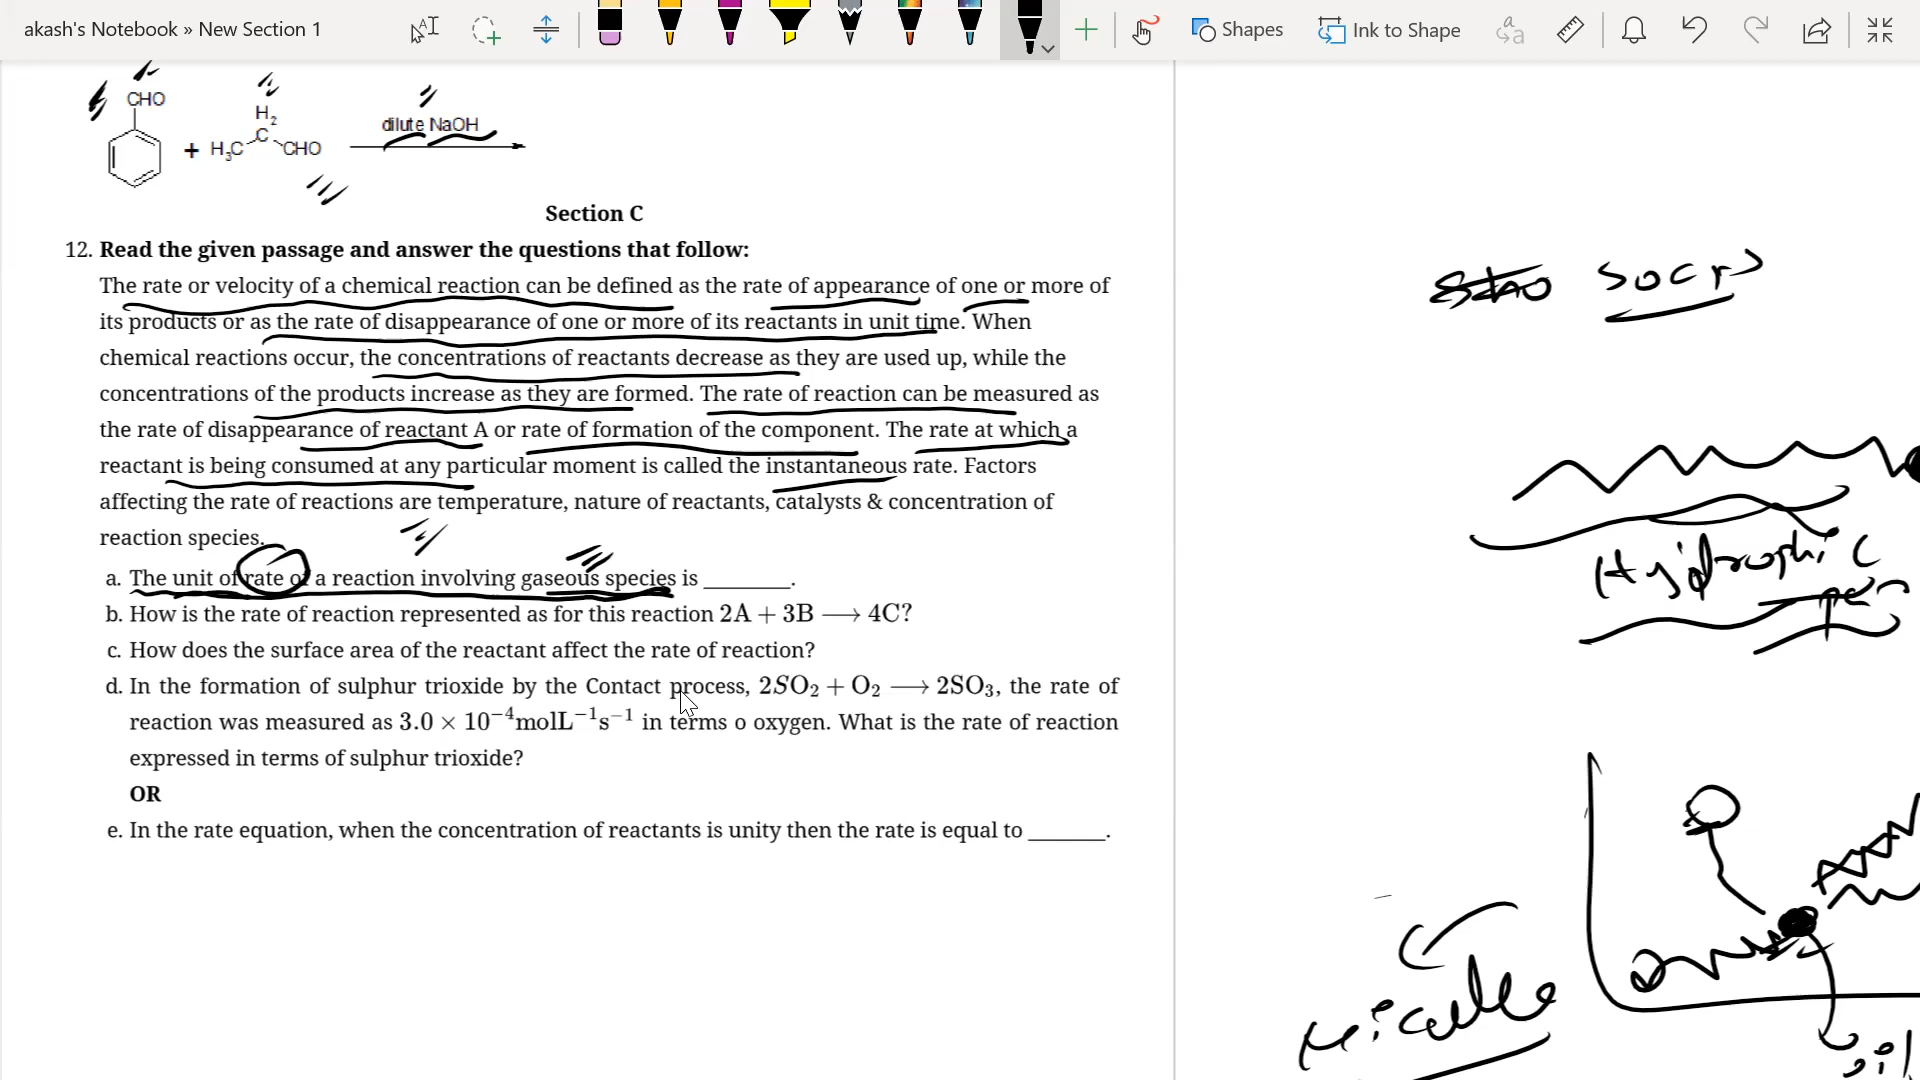 akash's Notebook » New Section 1
Shapes
Ink to Shape
CHO
H₂
C
H₃C
CHO
+
dilute NaOH
Section C
12. Read the given passage and answer the questions that follow:
The rate or velocity of a chemical reaction can be defined as the rate of appearance of one or more of
its products or as the rate of disappearance of one or more of its reactants in unit time. When
chemical reactions occur, the concentrations of reactants decrease as they are used up, while the
concentrations of the products increase as they are formed. The rate of reaction can be measured as
the rate of disappearance of reactant A or rate of formation of the component. The rate at which a
reactant is being consumed at any particular moment is called the instantaneous rate. Factors
affecting the rate of reactions are temperature, nature of reactants, catalysts & concentration of
reaction species.
a. The unit of rate of a reaction involving gaseous species is ________.
b. How is the rate of reaction represented as for this reaction 2A + 3B ⟶ 4C?
c. How does the surface area of the reactant affect the rate of reaction?
d. In the formation of sulphur trioxide by the Contact process, 2SO₂ + O₂ ⟶ 2SO₃, the rate of
reaction was measured as 3.0 × 10⁻⁴molL⁻¹s⁻¹ in terms o oxygen. What is the rate of reaction
expressed in terms of sulphur trioxide?
OR
e. In the rate equation, when the concentration of reactants is unity then the rate is equal to _______.